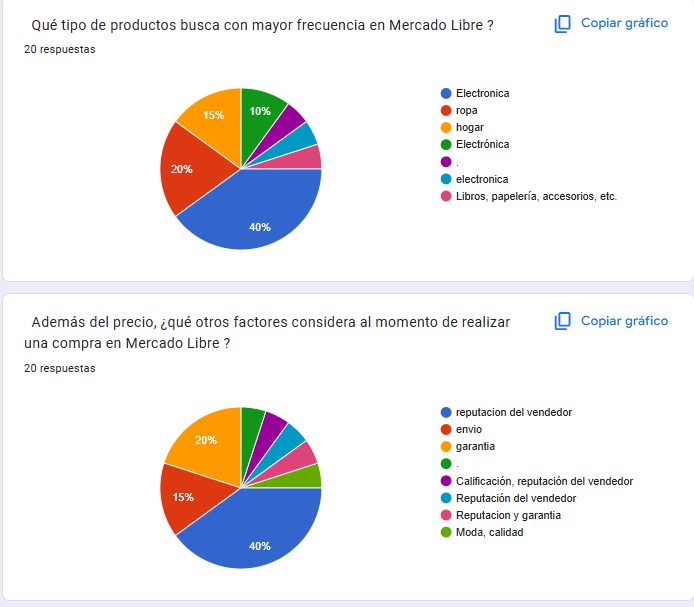 Qué tipo de productos busca con mayor frecuencia en Mercado Libre ?
Copiar gráfico
20 respuestas
10%
15%
20%
40%
Electronica
ropa
hogar
Electrónica
.
electronica
Libros, papelería, accesorios, etc.
Además del precio, ¿qué otros factores considera al momento de realizar
una compra en Mercado Libre ?
Copiar gráfico
20 respuestas
20%
15%
40%
reputacion del vendedor
envio
garantia
.
Calificación, reputación del vendedor
Reputación del vendedor
Reputacion y garantia
Moda, calidad